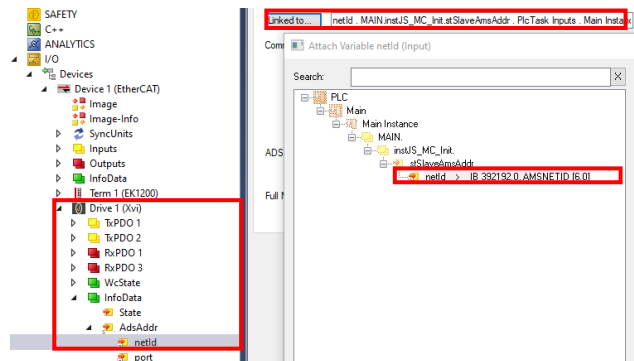 SAFETY
C++
ANALYTICS
I/O
Devices
Device 1 (EtherCAT)
Image
Image-Info
SyncUnits
Inputs
Outputs
InfoData
Term 1 (EK1200)
Drive 1 (Xvi)
TxPDO 1
TxPDO 2
RxPDO 1
RxPDO 3
WcState
InfoData
State
AdsAddr
netId
port
Linked to...
netId . MAIN.instJS_MC_Init.stSlaveAmsAddr . PlcTask Inputs . Main Insta
Com
ADS
Full N
Attach Variable netId (Input)
Search:
X
PLC
Main
Main Instance
MAIN.
instJS_MC_Init.
stSlaveAmsAddr
netId > IB 392192.0, AMSNETID [6.0]